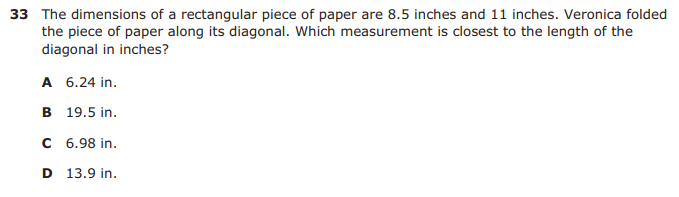 33 The dimensions of a rectangular piece of paper are 8.5 inches and 11 inches. Veronica folded
the piece of paper along its diagonal. Which measurement is closest to the length of the
diagonal in inches?
A 6.24 in.
B 19.5 in.
C 6.98 in.
D 13.9 in.